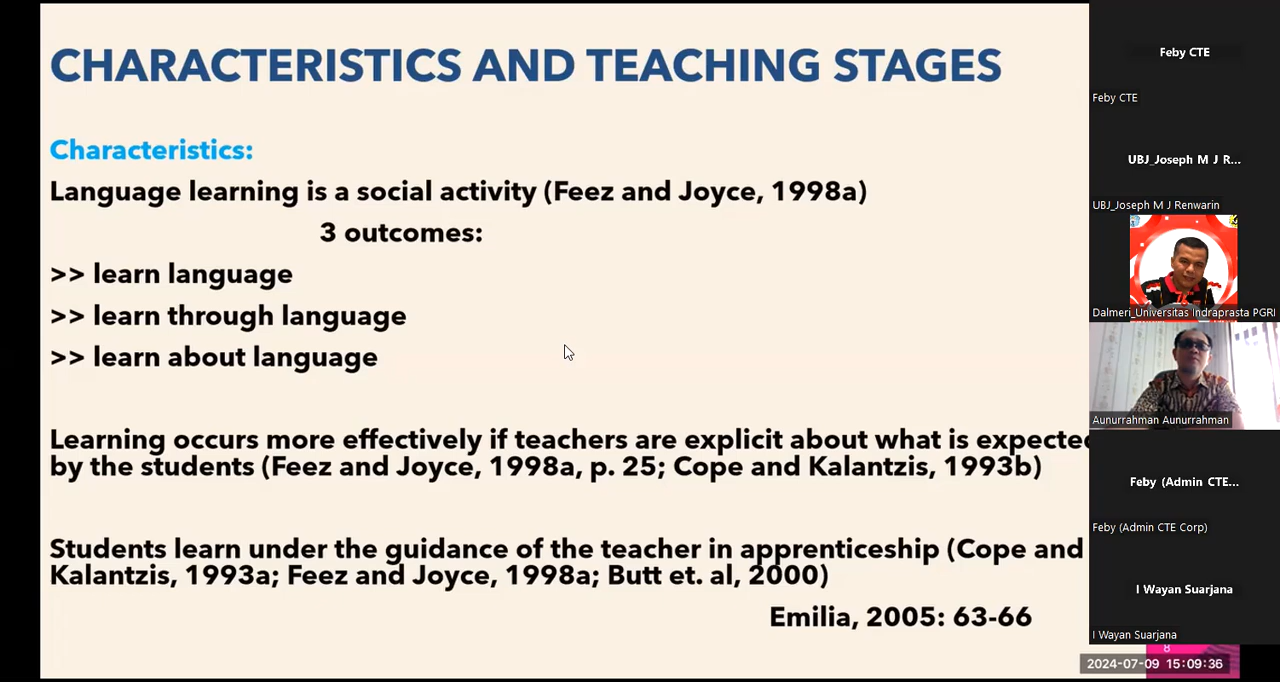 CHARACTERISTICS AND TEACHING STAGES
Characteristics:
Language learning is a social activity (Feez and Joyce, 1998a)
3 outcomes:
>> learn language
>> learn through language
>> learn about language
Learning occurs more effectively if teachers are explicit about what is expected
by the students (Feez and Joyce, 1998a, p. 25; Cope and Kalantzis, 1993b)
Students learn under the guidance of the teacher in apprenticeship (Cope and
Kalantzis, 1993a; Feez and Joyce, 1998a; Butt et. al, 2000)
Emilia, 2005: 63-66
Feby CTE
Feby CTE
UBJ_Joseph M J R...
UBJ_Joseph M J Renwarin
Dalmeri_Universitas Indraprasta PGRI
Aunurrahman Aunurrahman
Feby (Admin CTE...
Feby (Admin CTE Corp)
I Wayan Suarjana
I Wayan Suarjana
8
2024-07-09 15:09:36